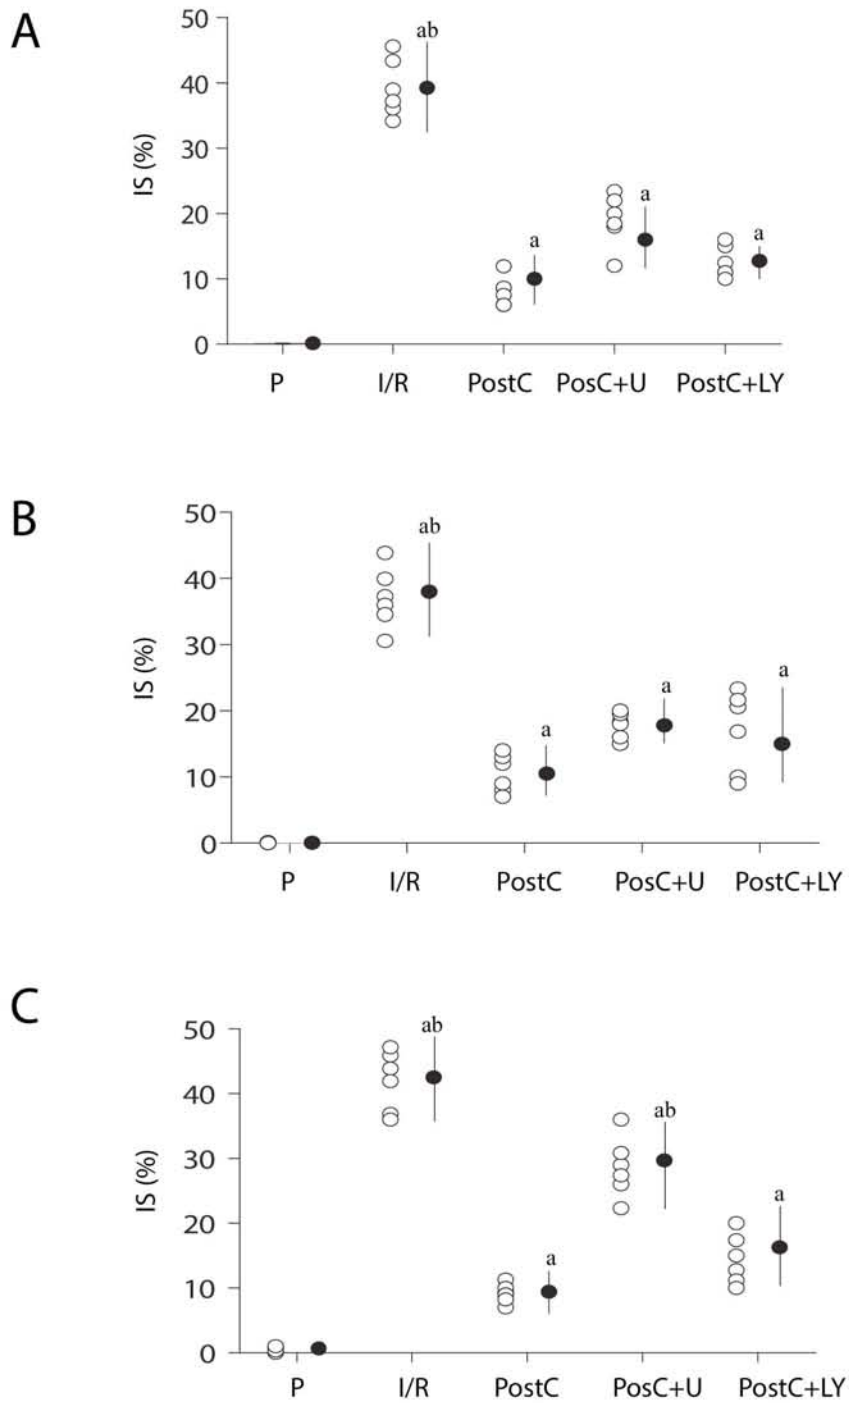 A
50
ab
40
30
IS (%)
20
a
a
a
10
0
P I/R PostC PosC+U PostC+LY
B
50
ab
40
30
IS (%)
20
a
a
a
10
0
P I/R PostC PosC+U PostC+LY
C
50
ab
40
ab
30
IS (%)
20
a
a
10
0
P I/R PostC PosC+U PostC+LY